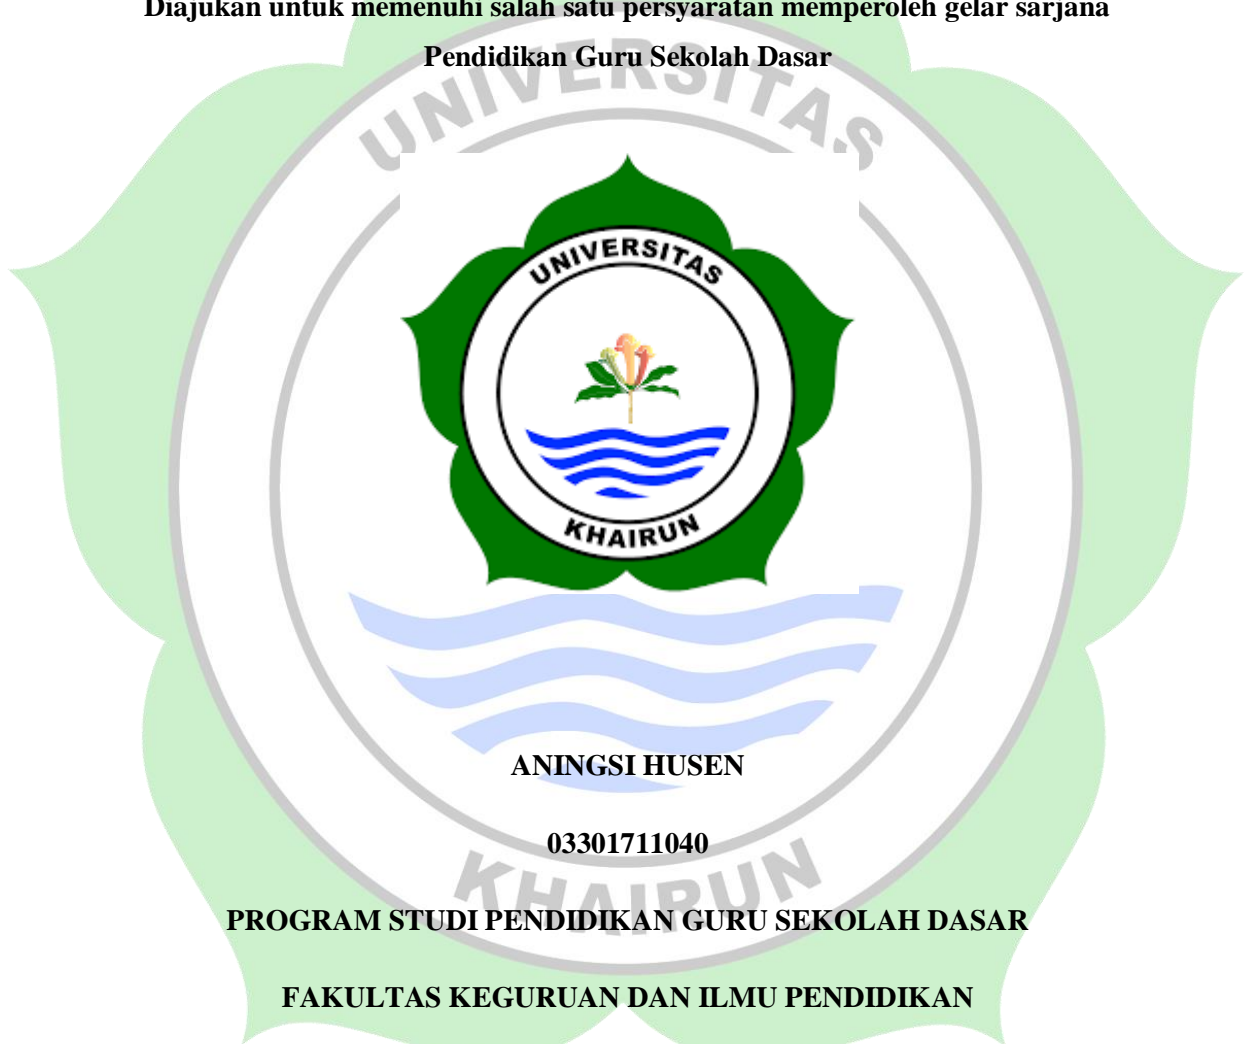 Diajukan untuk memenuhi salah satu persyaratan memperoleh gelar sarjana
Pendidikan Guru Sekolah Dasar
UNIVERSITAS
UNIVERSITAS
KHAIRUN
ANINGSI HUSEN
03301711040
KHAIRUN
PROGRAM STUDI PENDIDIKAN GURU SEKOLAH DASAR
FAKULTAS KEGURUAN DAN ILMU PENDIDIKAN